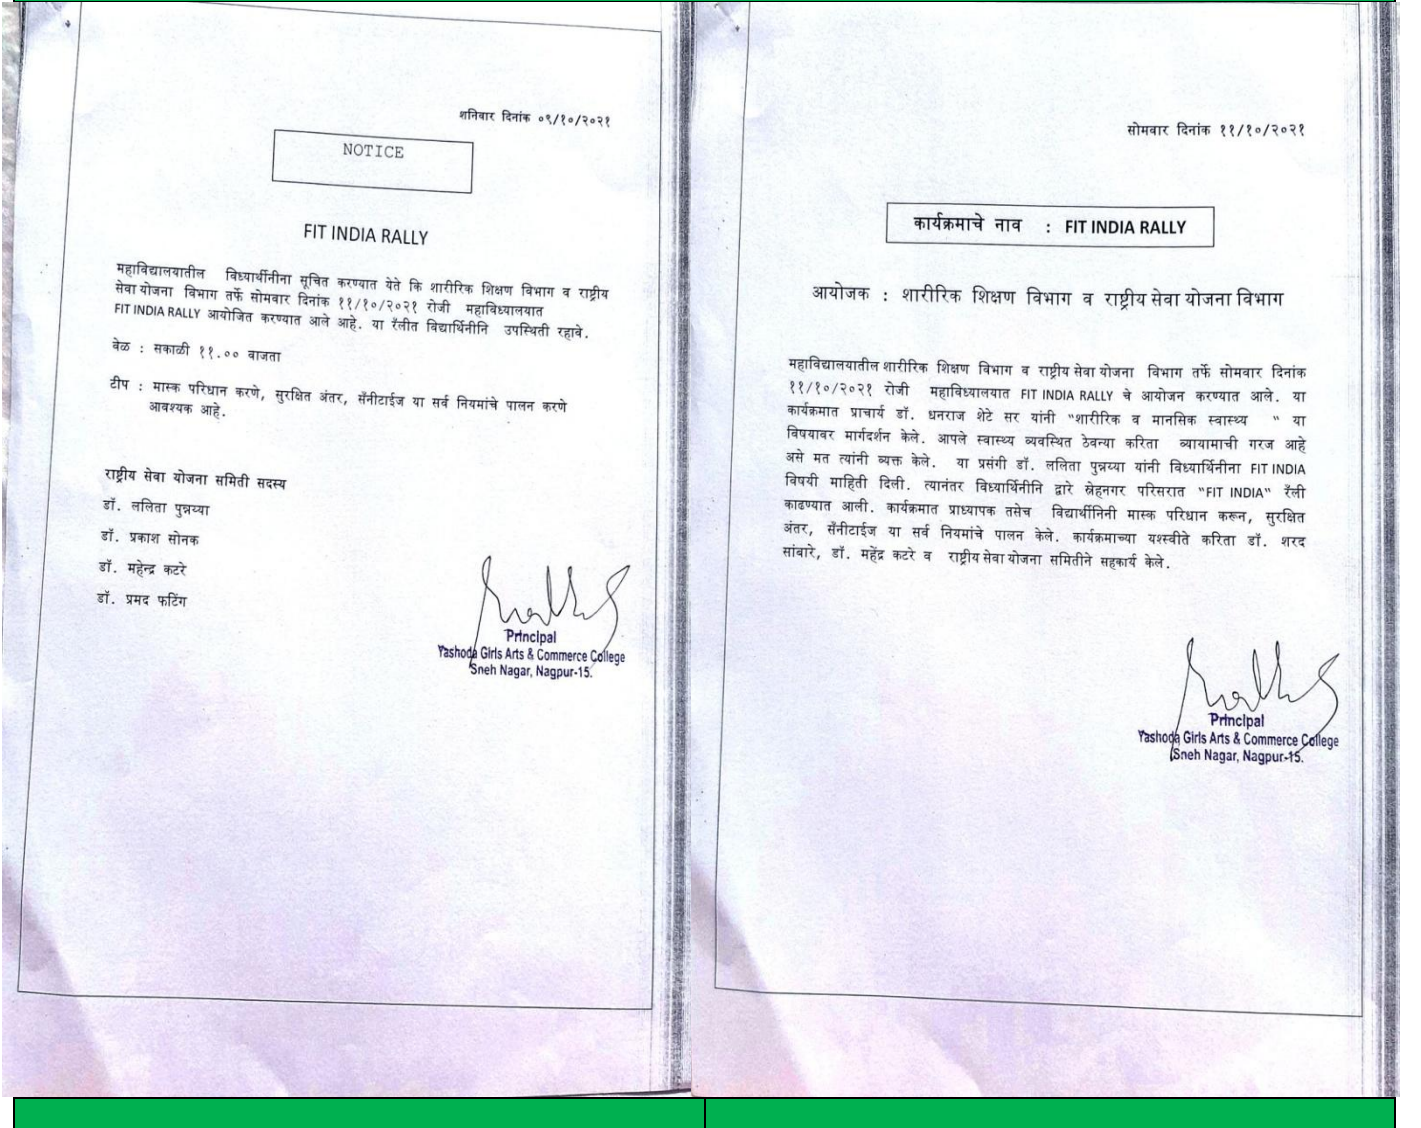 शनिवार दिनांक ०९/१०/२०२१
NOTICE
FIT INDIA RALLY
महाविद्यालयातील विध्यार्थीनीना सूचित करण्यात येते कि शारीरिक शिक्षण विभाग व राष्ट्रीय
सेवा योजना विभाग तर्फे सोमवार दिनांक ११/१०/२०२१ रोजी महाविध्यालयात
FIT INDIA RALLY आयोजित करण्यात आले आहे. या रॅलीत विद्यार्थिनीनि उपस्थिती रहावे.
वेळ : सकाळी ११.०० वाजता
टीप : मास्क परिधान करणे, सुरक्षित अंतर, सॅनीटाईज या सर्व नियमांचे पालन करणे
आवश्यक आहे.
राष्ट्रीय सेवा योजना समिती सदस्य
डॉ. ललिता पुन्नय्या
डॉ. प्रकाश सोनक
डॉ. महेन्द्र कटरे
डॉ. प्रमद फटिंग
Principal
Yashoda Girls Arts & Commerce College
Sneh Nagar, Nagpur-15.
सोमवार दिनांक ११/१०/२०२१
कार्यक्रमाचे नाव : FIT INDIA RALLY
आयोजक : शारीरिक शिक्षण विभाग व राष्ट्रीय सेवा योजना विभाग
महाविद्यालयातील शारीरिक शिक्षण विभाग व राष्ट्रीय सेवा योजना विभाग तर्फे सोमवार दिनांक
११/१०/२०२१ रोजी महाविध्यालयात FIT INDIA RALLY चे आयोजन करण्यात आले. या
कार्यक्रमात प्राचार्य डॉ. धनराज शेटे सर यांनी "शारीरिक व मानसिक स्वास्थ्य " या
विषयावर मार्गदर्शन केले. आपले स्वास्थ्य व्यवस्थित ठेवन्या करिता व्यायामाची गरज आहे
असे मत त्यांनी व्यक्त केले. या प्रसंगी डॉ. ललिता पुन्नय्या यांनी विध्यार्थिनीना FIT INDIA
विषयी माहिती दिली. त्यानंतर विध्यार्थिनीनि द्वारे स्नेहनगर परिसरात "FIT INDIA" रॅली
काढण्यात आली. कार्यक्रमात प्राध्यापक तसेच विद्यार्थीनिनी मास्क परिधान करून, सुरक्षित
अंतर, सॅनीटाईज या सर्व नियमांचे पालन केले. कार्यक्रमाच्या यशस्वीते करिता डॉ. शरद
सांबारे, डॉ. महेंद्र कटरे व राष्ट्रीय सेवा योजना समितीने सहकार्य केले.
Principal
Yashoda Girls Arts & Commerce College
Sneh Nagar, Nagpur-15.